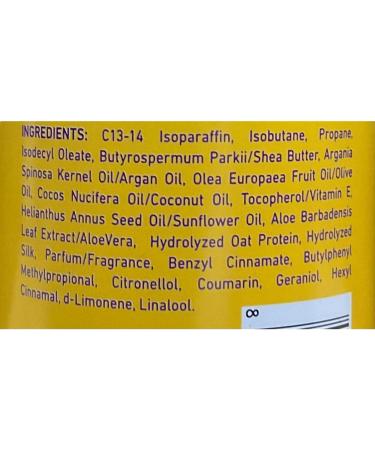 INGREDIENTS: C13-14 Isoparaffin, Isobutane, Propane,
Isodecyl Oleate, Butyrospermum Parkii/Shea Butter, Argania
Spinosa Kernel Oil/Argan Oil, Olea Europaea Fruit Oil/Olive
Oil, Cocos Nucifera Oil/Coconut Oil, Tocopherol/Vitamin E,
Helianthus Annus Seed Oil/Sunflower Oil, Aloe Barbadensis
Leaf Extract/AloeVera, Hydrolyzed Oat Protein, Hydrolyzed
Silk, Parfum/Fragrance, Benzyl Cinnamate, Butylphenyl
Methylpropional, Citronellol, Coumarin, Geraniol, Hexyl
Cinnamal, d-Limonene, Linalool.
8